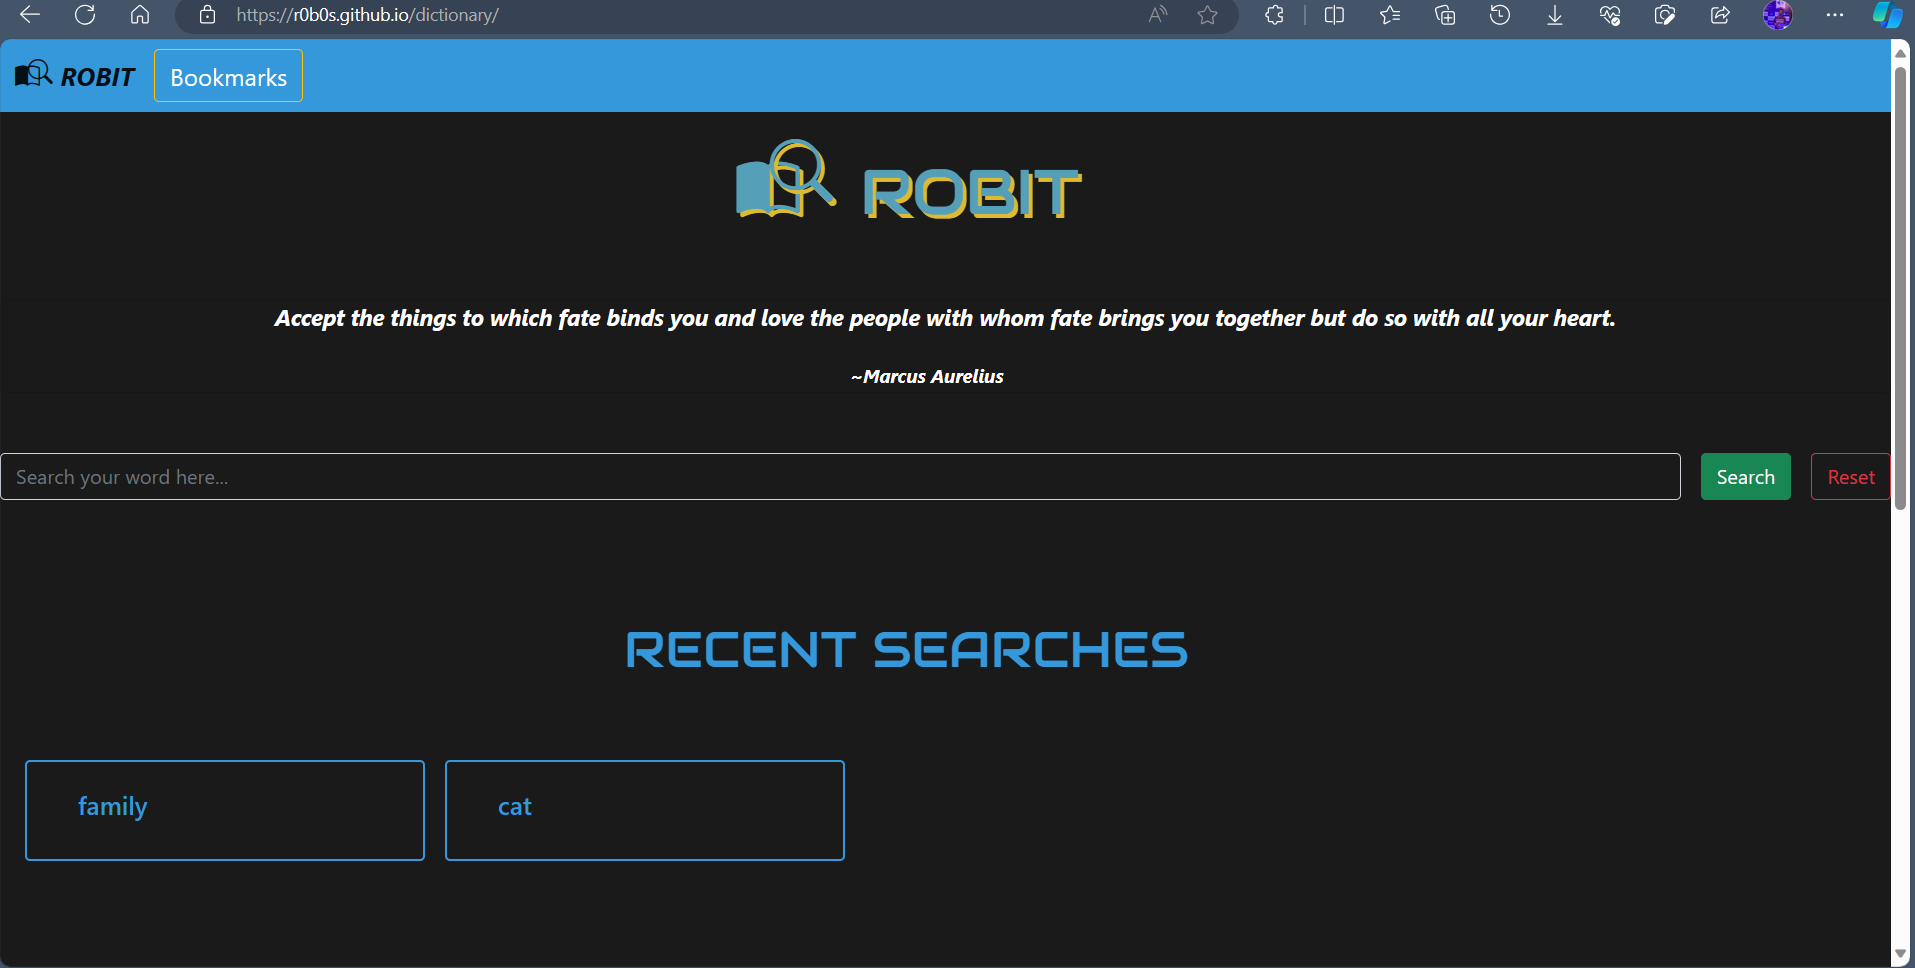 https://r0b0s.github.io/dictionary/
ROBIT Bookmarks
ROBIT
Accept the things to which fate binds you and love the people with whom fate brings you together but do so with all your heart.
~Marcus Aurelius
Search your word here... Search Reset
RECENT SEARCHES
family cat